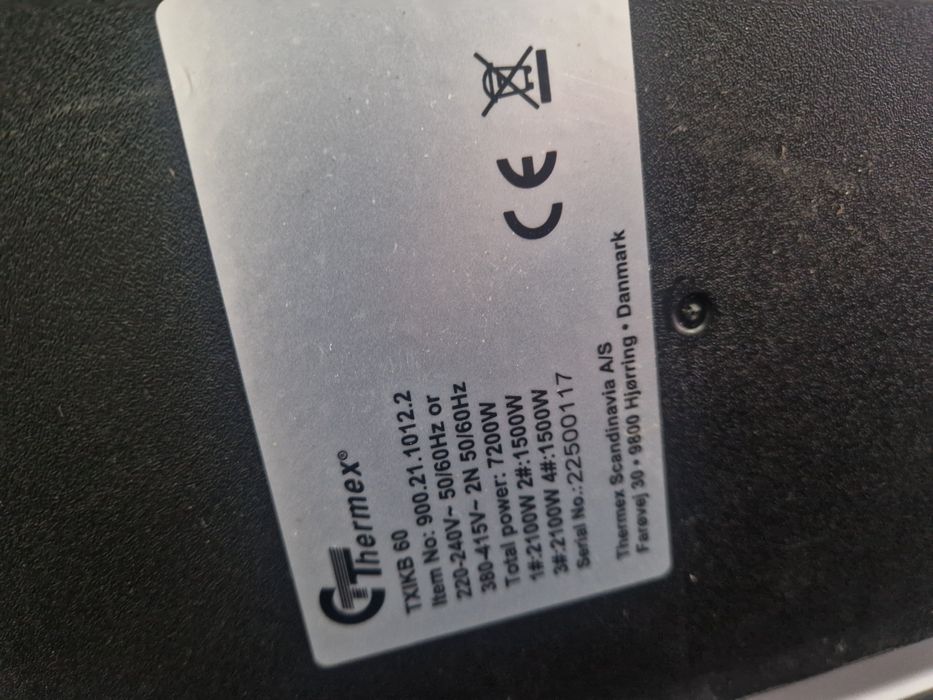 Thermex®
TXIKB 60
Item No: 900.21.1012.2
220-240V~ 50/60Hz or
380-415V~ 2N 50/60Hz
Total power: 7200W
1#:2100W 2#:1500W
3#:2100W 4#:1500W
Serial No.:22500117
Thermex Scandinavia A/S
Farøvej 30 • 9800 Hjørring • Danmark
CE